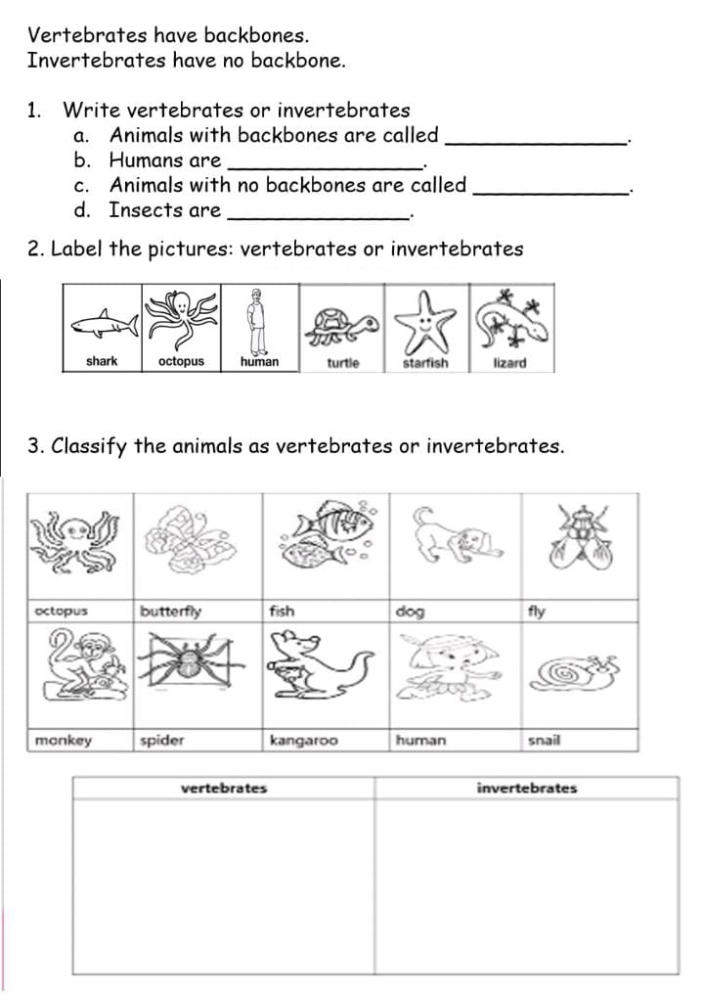 Vertebrates have backbones.
Invertebrates have no backbone.
1. Write vertebrates or invertebrates
a. Animals with backbones are called _______________.
b. Humans are ________________.
c. Animals with no backbones are called _____________.
d. Insects are _______________.
2. Label the pictures: vertebrates or invertebrates
shark octopus human turtle starfish lizard
3. Classify the animals as vertebrates or invertebrates.
octopus butterfly fish dog fly
monkey spider kangaroo human snail
vertebrates invertebrates